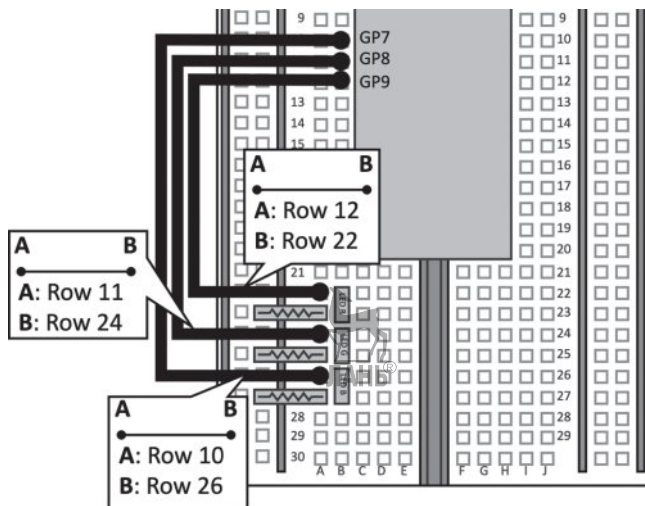 9
GP7
GP8
GP9
13
14
15
9
10
11
12
13
14
15
16
17
18
19
20
21
22
23
24
25
26
27
28
29
A B
A: Row 12
B: Row 22
A B
A: Row 11
B: Row 24
A B
A: Row 10
B: Row 26
21
28
29
30
A B C D E
F G H I J
ЛАНЬ®